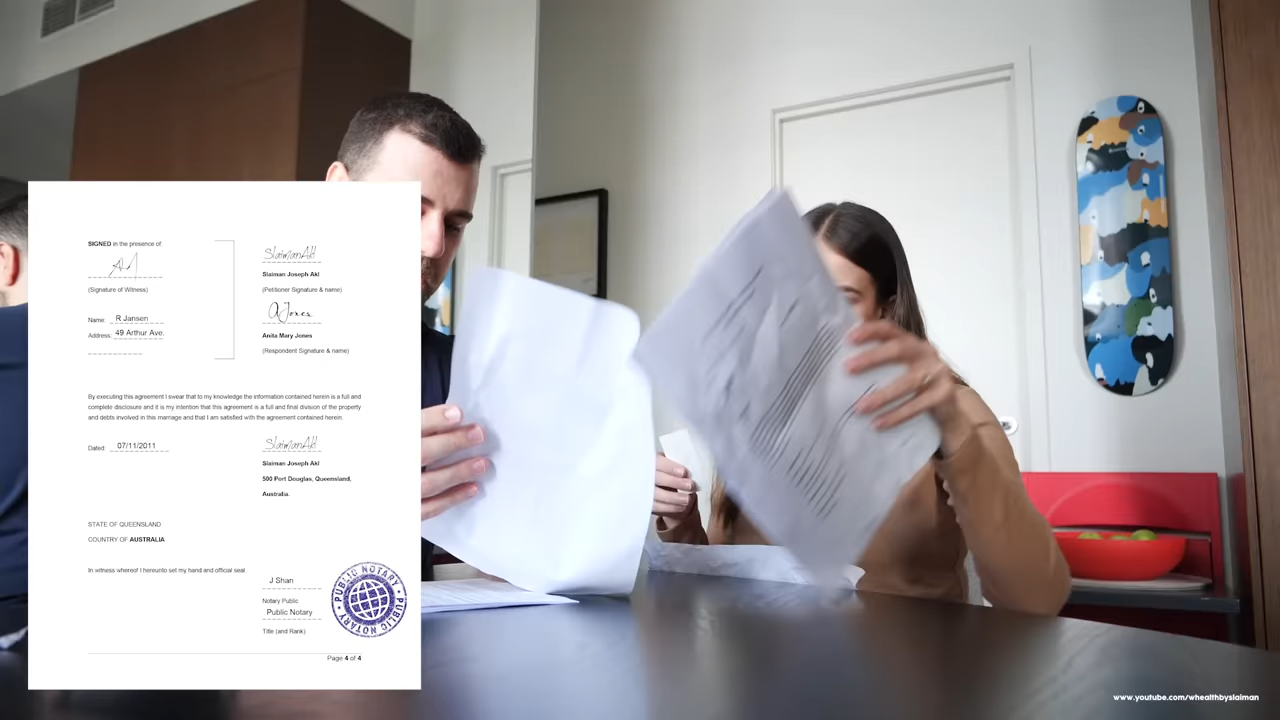 SIGNED in the presence of:
(Signature of Witness)
Name: R Jansen
Address: 49 Arthur Ave.
SlaimanAkl
Slaiman Joseph Akl
(Petitioner Signature & name)
AJones
Anita Mary Jones
(Respondent Signature & name)
By executing this agreement I swear that to my knowledge the information contained herein is a full and
complete disclosure and it is my intention that this agreement is a full and final division of the property
and debts involved in this marriage and that I am satisfied with the agreement contained herein.
Dated: 07/11/2011
SlaimanAkl
Slaiman Joseph Akl
500 Port Douglas, Queensland,
Australia.
STATE OF QUEENSLAND
COUNTRY OF AUSTRALIA
In witness whereof I hereunto set my hand and official seal.
J Shan
Notary Public
Public Notary
Title (and Rank)
PUBLIC NOTARY
PUBLIC NOTARY
Page 4 of 4
www.youtube.com/whealthbyslaiman